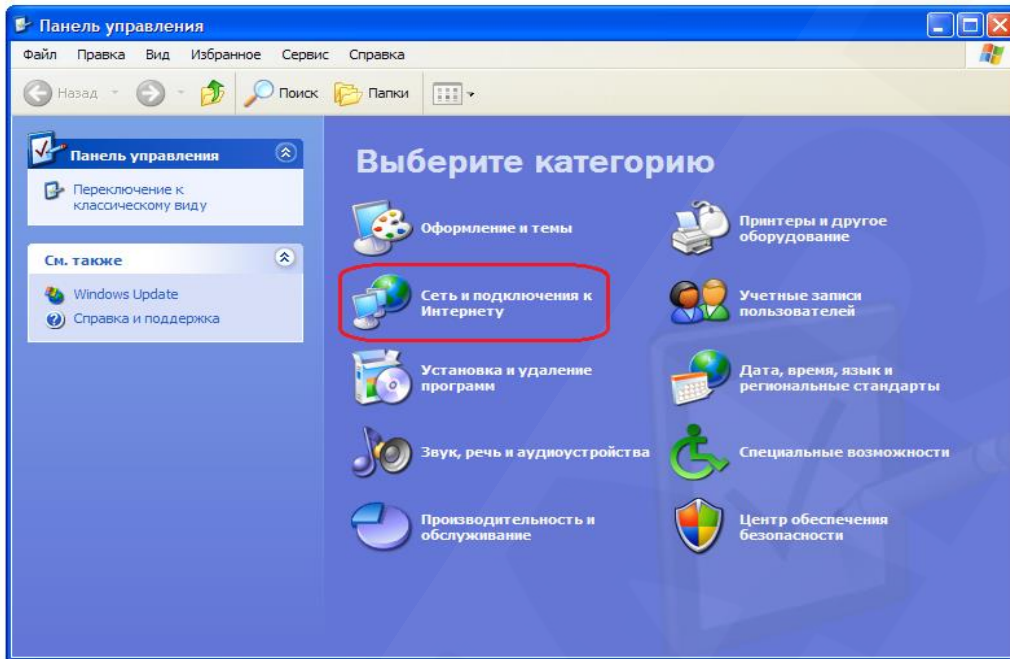 Панель управления
Файл Правка Вид Избранное Сервис Справка
Назад Поиск Папки
Панель управления
Переключение к
классическому виду
См. также
Windows Update
Справка и поддержка
Выберите категорию
Оформление и темы
Принтеры и другое
оборудование
Сеть и подключения к
Интернету
Учетные записи
пользователей
Установка и удаление
программ
Дата, время, язык и
региональные стандарты
Звук, речь и аудиоустройства
Специальные возможности
Производительность и
обслуживание
Центр обеспечения
безопасности